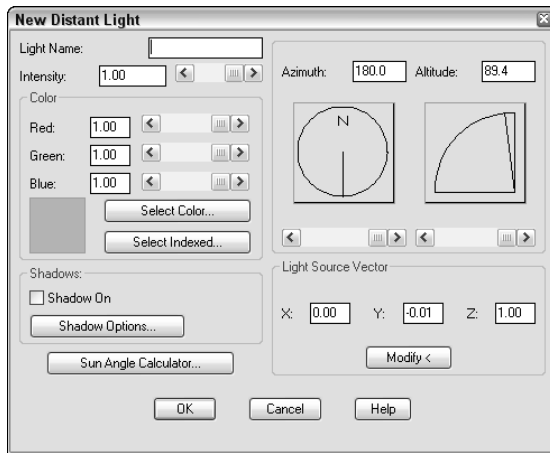 New Distant Light
Light Name:
Intensity: 1.00
Color
Red: 1.00
Green: 1.00
Blue: 1.00
Select Color...
Select Indexed...
Shadows:
Shadow On
Shadow Options...
Sun Angle Calculator...
Azimuth: 180.0 Altitude: 89.4
N
Light Source Vector
X: 0.00 Y: -0.01 Z: 1.00
Modify <
OK Cancel Help